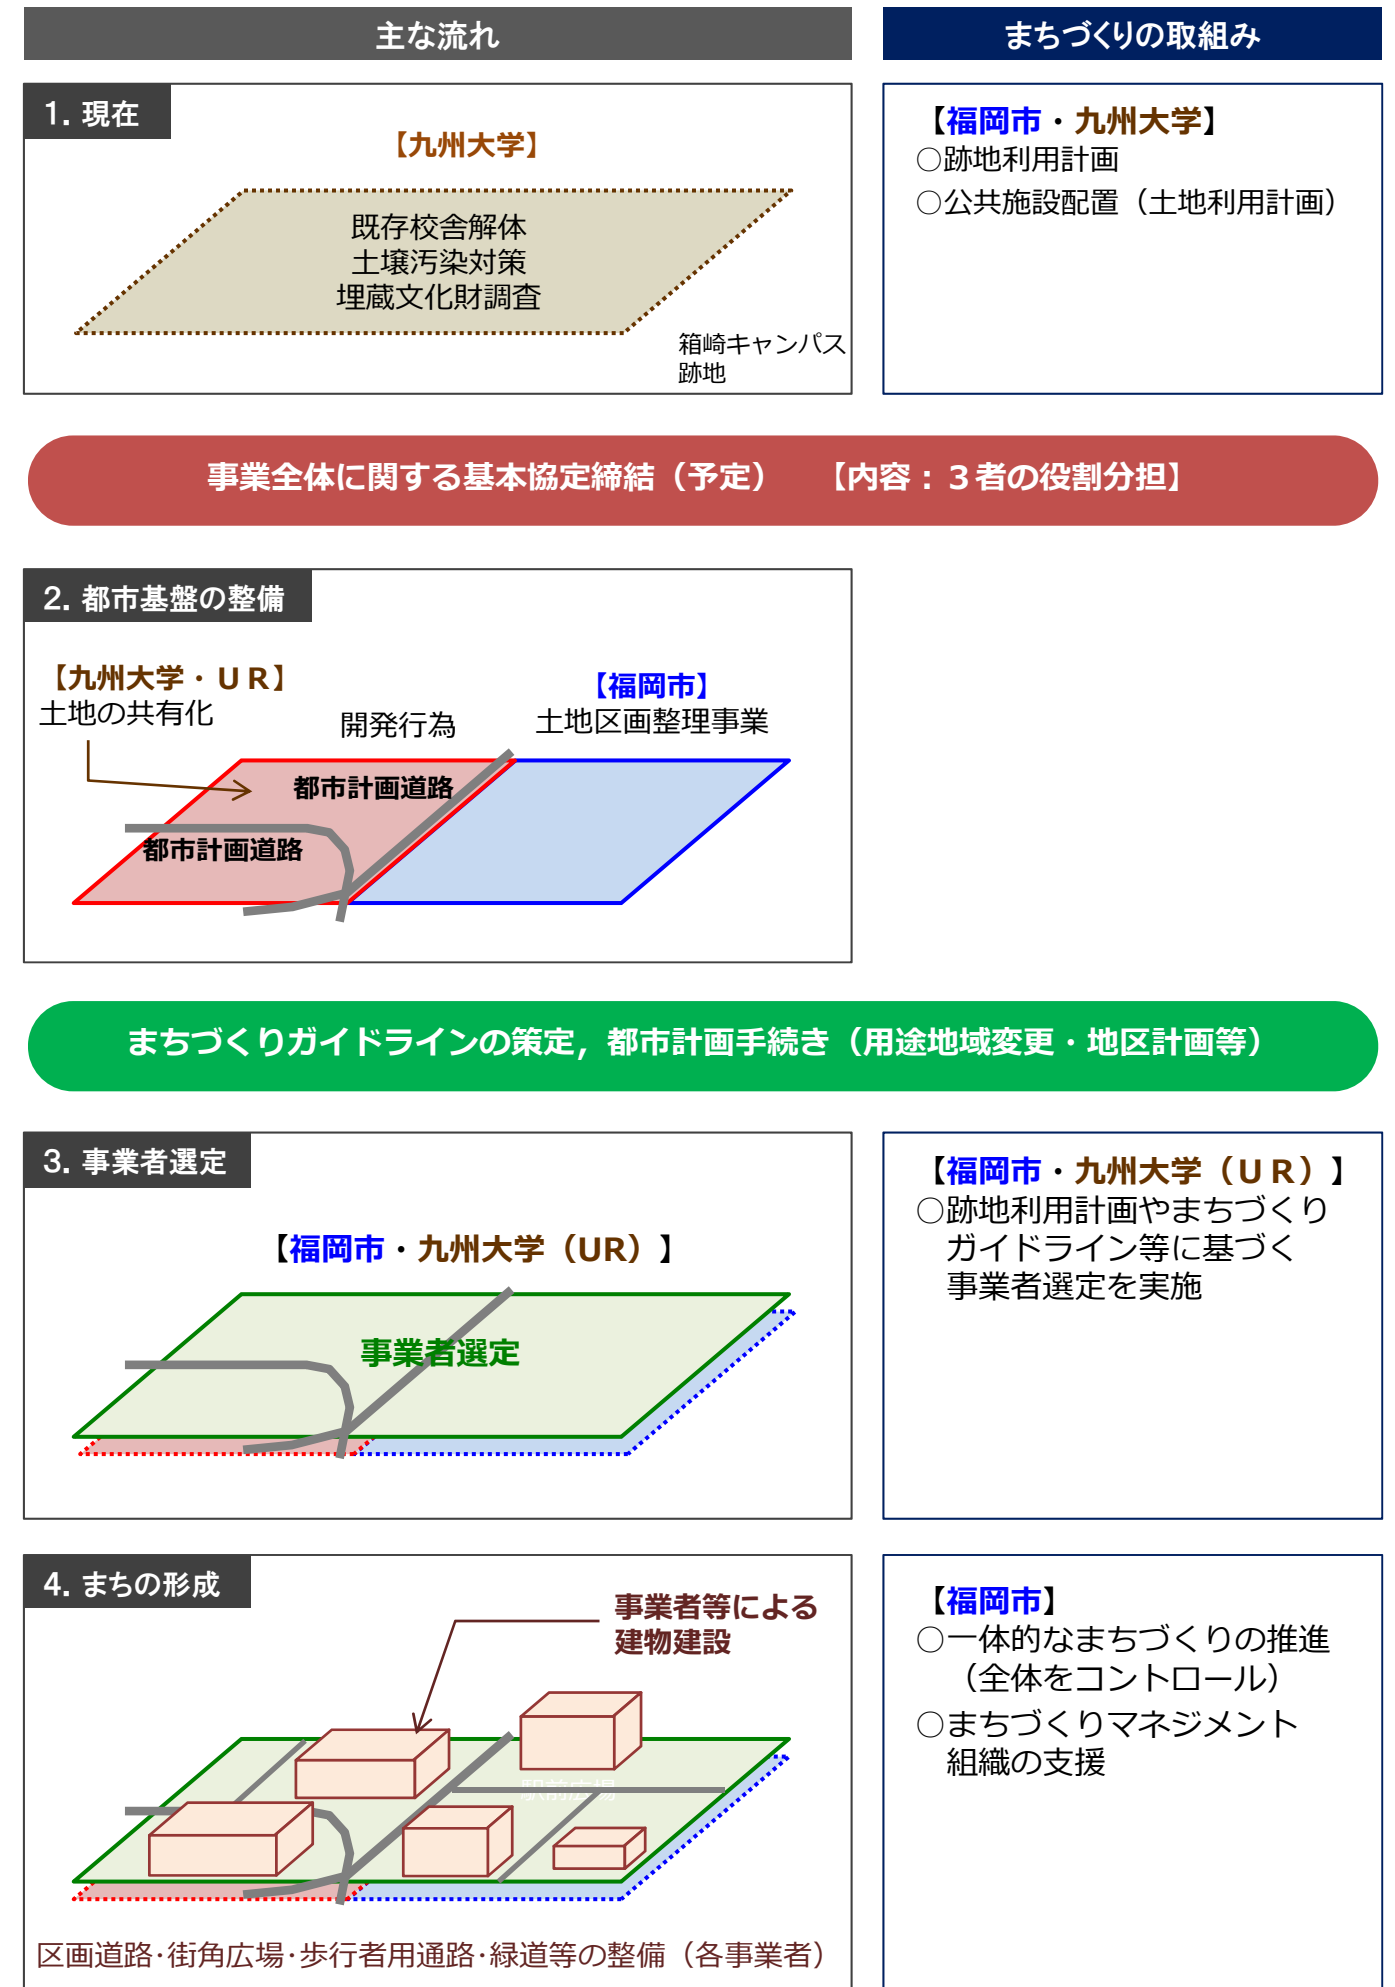 主な流れ
まちづくりの取組み
1. 現在
【九州大学】
既存校舎解体
土壌汚染対策
埋蔵文化財調査
箱崎キャンパス
跡地
【福岡市・九州大学】
○跡地利用計画
○公共施設配置（土地利用計画）
事業全体に関する基本協定締結（予定）　【内容：３者の役割分担】
2. 都市基盤の整備
【九州大学・ＵＲ】
土地の共有化
開発行為
【福岡市】
土地区画整理事業
都市計画道路
都市計画道路
まちづくりガイドラインの策定，都市計画手続き（用途地域変更・地区計画等）
3. 事業者選定
【福岡市・九州大学（UR）】
事業者選定
【福岡市・九州大学（ＵＲ）】
○跡地利用計画やまちづくり
ガイドライン等に基づく
事業者選定を実施
4. まちの形成
事業者等による
建物建設
駅前広場
区画道路･街角広場･歩行者用通路･緑道等の整備（各事業者）
【福岡市】
○一体的なまちづくりの推進
（全体をコントロール）
○まちづくりマネジメント
組織の支援